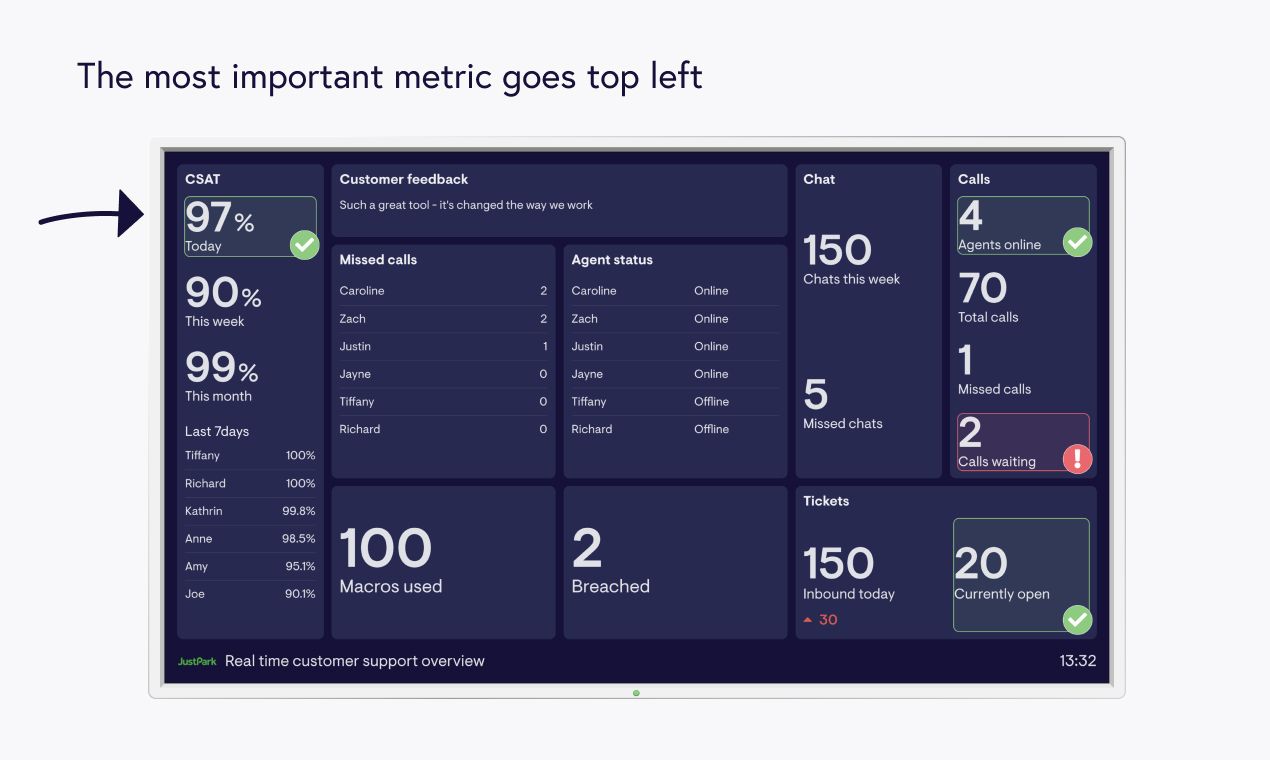 The most important metric goes top left
CSAT
97%
Today
90%
This week
99%
This month
Last 7days
Tiffany 100%
Richard 100%
Kathrin 99.8%
Anne 98.5%
Amy 95.1%
Joe 90.1%
Customer feedback
Such a great tool - it's changed the way we work
Missed calls
Caroline 2
Zach 2
Justin 1
Jayne 0
Tiffany 0
Richard 0
Agent status
Caroline Online
Zach Online
Justin Online
Jayne Online
Tiffany Offline
Richard Offline
100
Macros used
2
Breached
Chat
150
Chats this week
5
Missed chats
Calls
4
Agents online
70
Total calls
1
Missed calls
2
Calls waiting
!
Tickets
150
Inbound today
30
20
Currently open
JustPark Real time customer support overview 13:32